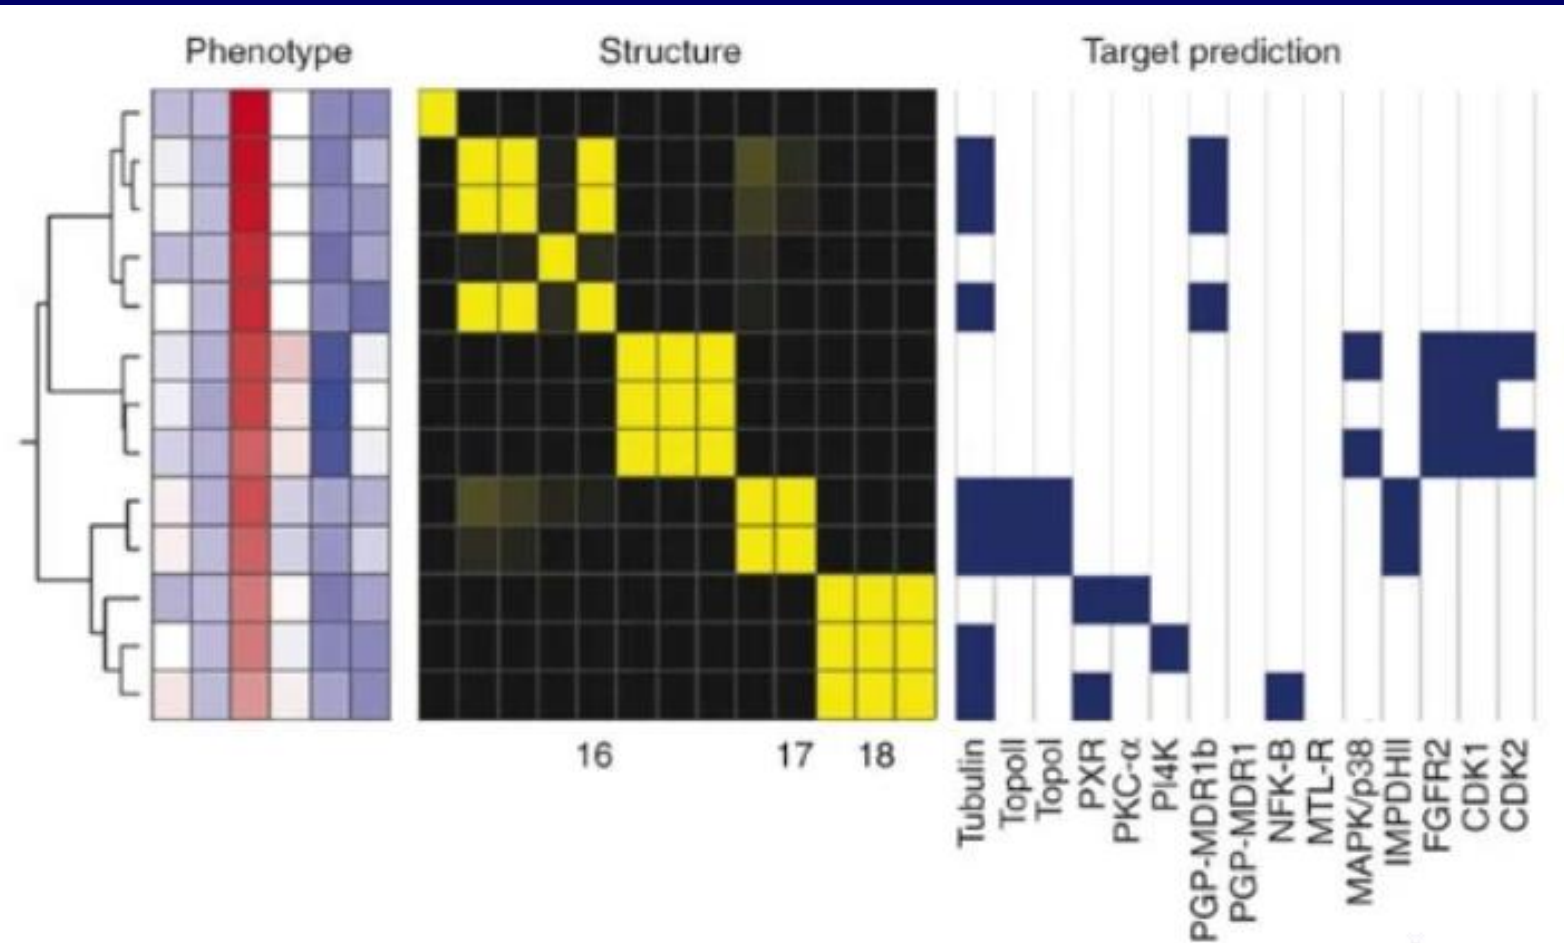 Phenotype
Structure
Target prediction
16
17
18
Tubulin
TopoII
TopoI
PXR
PKC-α
PI4K
PGP-MDR1b
PGP-MDR1
NFK-B
MTL-R
MAPK/p38
IMPDHII
FGFR2
CDK1
CDK2